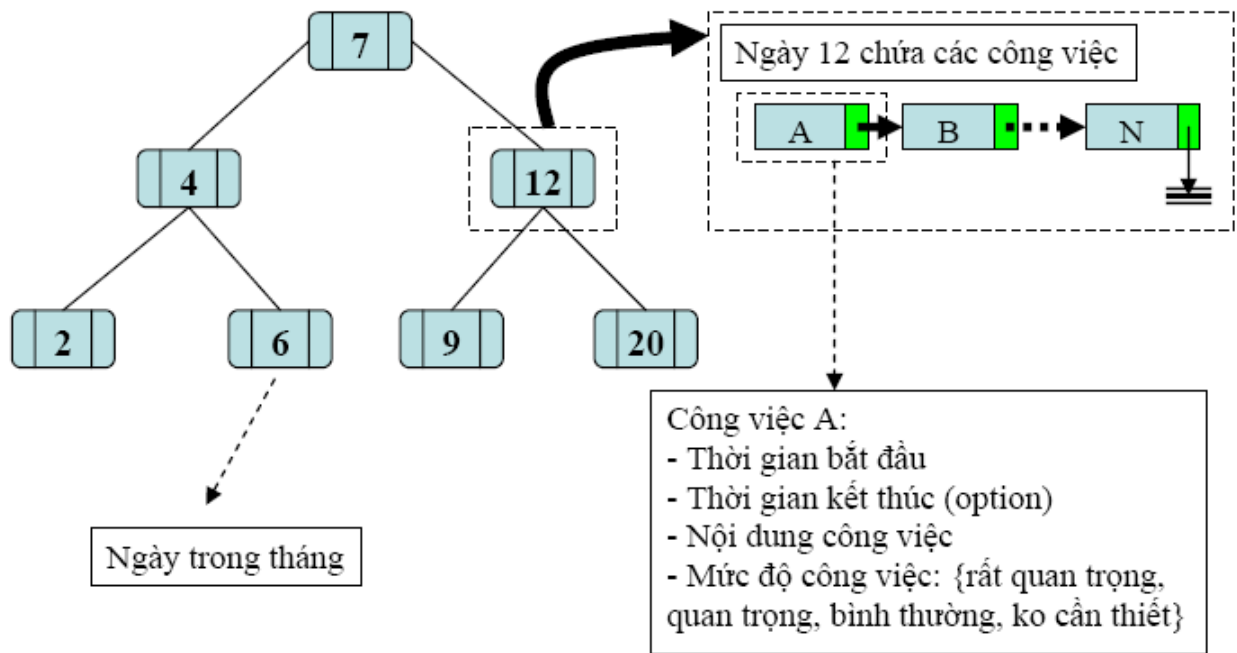 7
Ngày 12 chứa các công việc
A
B
N
4
12
2
6
9
20
Công việc A:
- Thời gian bắt đầu
- Thời gian kết thúc (option)
- Nội dung công việc
- Mức độ công việc: {rất quan trọng,
quan trọng, bình thường, ko cần thiết}
Ngày trong tháng